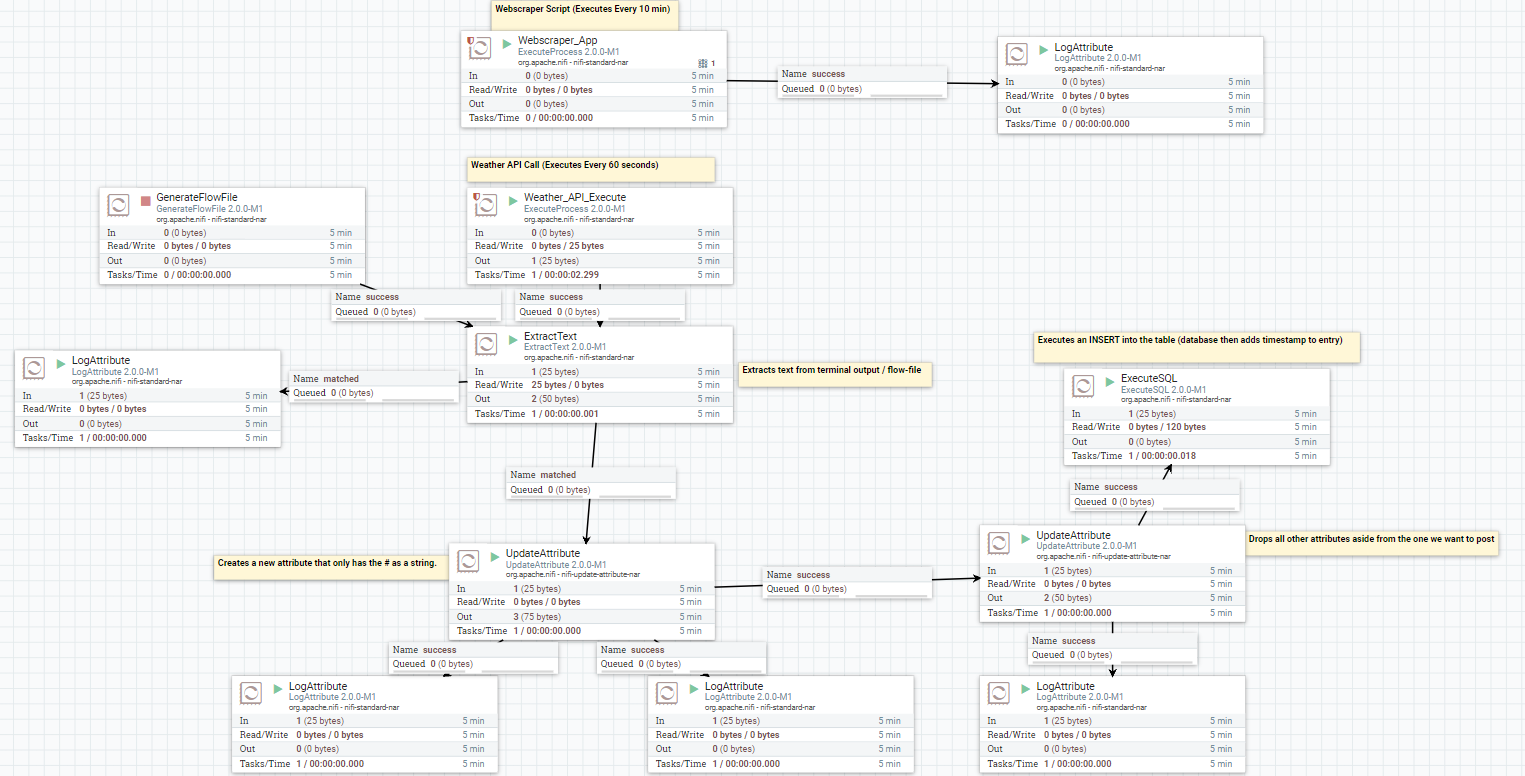 Webscraper Script (Executes Every 10 min)
Webscraper_App
ExecuteProcess 2.0.0-M1
org.apache.nifi - nifi-standard-nar
1
In 0 (0 bytes) 5 min
Read/Write 0 bytes / 0 bytes 5 min
Out 0 (0 bytes) 5 min
Tasks/Time 0 / 00:00:00.000 5 min
Name success
Queued 0 (0 bytes)
LogAttribute
LogAttribute 2.0.0-M1
org.apache.nifi - nifi-standard-nar
In 0 (0 bytes) 5 min
Read/Write 0 bytes / 0 bytes 5 min
Out 0 (0 bytes) 5 min
Tasks/Time 0 / 00:00:00.000 5 min
Weather API Call (Executes Every 60 seconds)
GenerateFlowFile
GenerateFlowFile 2.0.0-M1
org.apache.nifi - nifi-standard-nar
In 0 (0 bytes) 5 min
Read/Write 0 bytes / 0 bytes 5 min
Out 0 (0 bytes) 5 min
Tasks/Time 0 / 00:00:00.000 5 min
Weather_API_Execute
ExecuteProcess 2.0.0-M1
org.apache.nifi - nifi-standard-nar
In 0 (0 bytes) 5 min
Read/Write 0 bytes / 25 bytes 5 min
Out 1 (25 bytes) 5 min
Tasks/Time 1 / 00:00:02.299 5 min
Name success
Queued 0 (0 bytes)
Name success
Queued 0 (0 bytes)
ExtractText
ExtractText 2.0.0-M1
org.apache.nifi - nifi-standard-nar
In 1 (25 bytes) 5 min
Read/Write 25 bytes / 0 bytes 5 min
Out 2 (50 bytes) 5 min
Tasks/Time 1 / 00:00:00.001 5 min
Extracts text from terminal output / flow-file
LogAttribute
LogAttribute 2.0.0-M1
org.apache.nifi - nifi-standard-nar
In 1 (25 bytes) 5 min
Read/Write 0 bytes / 0 bytes 5 min
Out 0 (0 bytes) 5 min
Tasks/Time 1 / 00:00:00.000 5 min
Name matched
Queued 0 (0 bytes)
Executes an INSERT into the table (database then adds timestamp to entry)
ExecuteSQL
ExecuteSQL 2.0.0-M1
org.apache.nifi - nifi-standard-nar
In 1 (25 bytes) 5 min
Read/Write 0 bytes / 120 bytes 5 min
Out 0 (0 bytes) 5 min
Tasks/Time 1 / 00:00:00.018 5 min
Name matched
Queued 0 (0 bytes)
Name success
Queued 0 (0 bytes)
Creates a new attribute that only has the # as a string.
UpdateAttribute
UpdateAttribute 2.0.0-M1
org.apache.nifi - nifi-update-attribute-nar
In 1 (25 bytes) 5 min
Read/Write 0 bytes / 0 bytes 5 min
Out 3 (75 bytes) 5 min
Tasks/Time 1 / 00:00:00.000 5 min
Name success
Queued 0 (0 bytes)
UpdateAttribute
UpdateAttribute 2.0.0-M1
org.apache.nifi - nifi-update-attribute-nar
In 1 (25 bytes) 5 min
Read/Write 0 bytes / 0 bytes 5 min
Out 2 (50 bytes) 5 min
Tasks/Time 1 / 00:00:00.000 5 min
Drops all other attributes aside from the one we want to post
Name success
Queued 0 (0 bytes)
Name success
Queued 0 (0 bytes)
Name success
Queued 0 (0 bytes)
LogAttribute
LogAttribute 2.0.0-M1
org.apache.nifi - nifi-standard-nar
In 1 (25 bytes) 5 min
Read/Write 0 bytes / 0 bytes 5 min
Out 0 (0 bytes) 5 min
Tasks/Time 1 / 00:00:00.000 5 min
LogAttribute
LogAttribute 2.0.0-M1
org.apache.nifi - nifi-standard-nar
In 1 (25 bytes) 5 min
Read/Write 0 bytes / 0 bytes 5 min
Out 0 (0 bytes) 5 min
Tasks/Time 1 / 00:00:00.000 5 min
LogAttribute
LogAttribute 2.0.0-M1
org.apache.nifi - nifi-standard-nar
In 1 (25 bytes) 5 min
Read/Write 0 bytes / 0 bytes 5 min
Out 0 (0 bytes) 5 min
Tasks/Time 1 / 00:00:00.000 5 min